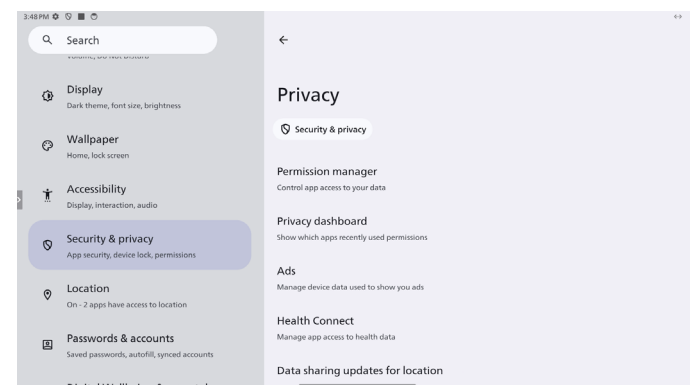 3:48 PM
Search
Volume, Do Not Disturb
Display
Dark theme, font size, brightness
Wallpaper
Home, lock screen
Accessibility
Display, interaction, audio
Security & privacy
App security, device lock, permissions
Location
On - 2 apps have access to location
Passwords & accounts
Saved passwords, autofill, synced accounts
Privacy
Security & privacy
Permission manager
Control app access to your data
Privacy dashboard
Show which apps recently used permissions
Ads
Manage device data used to show you ads
Health Connect
Manage app access to health data
Data sharing updates for location